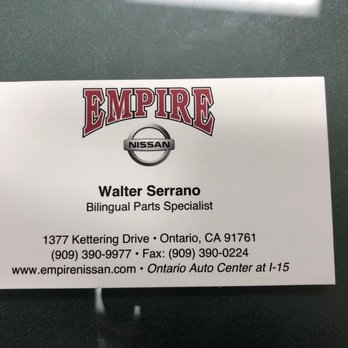 EMPIRE
NISSAN
Walter Serrano
Bilingual Parts Specialist
1377 Kettering Drive • Ontario, CA 91761
(909) 390-9977 • Fax: (909) 390-0224
www.empirenissan.com • Ontario Auto Center at I-15